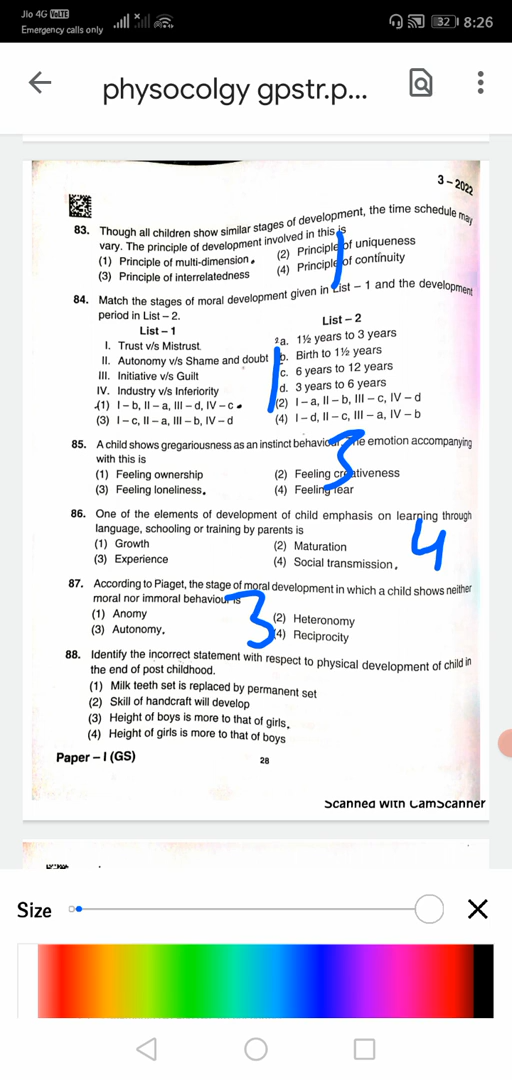 Jio 4G VoLTE
Emergency calls only
32 8:26
physocolgy gpstr.p...
3 – 2022
83. Though all children show similar stages of development, the time schedule may
vary. The principle of development involved in this is
(1) Principle of multi-dimension. (2) Principle of uniqueness
(3) Principle of interrelatedness (4) Principle of continuity
1
84. Match the stages of moral development given in List – 1 and the development
period in List – 2.
List – 1 List – 2
I. Trust v/s Mistrust a. 1½ years to 3 years
II. Autonomy v/s Shame and doubt b. Birth to 1½ years
III. Initiative v/s Guilt c. 6 years to 12 years
IV. Industry v/s Inferiority d. 3 years to 6 years
(1) I – b, II – a, III – d, IV – c (2) I – a, II – b, III – c, IV – d
(3) I – c, II – a, III – b, IV – d (4) I – d, II – c, III – a, IV – b
1
85. A child shows gregariousness as an instinct behaviour. The emotion accompanying
with this is
(1) Feeling ownership (2) Feeling creativeness
(3) Feeling loneliness. (4) Feeling fear
3
86. One of the elements of development of child emphasis on learning through
language, schooling or training by parents is
(1) Growth (2) Maturation
(3) Experience (4) Social transmission.
4
87. According to Piaget, the stage of moral development in which a child shows neither
moral nor immoral behaviour is
(1) Anomy (2) Heteronomy
(3) Autonomy. (4) Reciprocity
3
88. Identify the incorrect statement with respect to physical development of child in
the end of post childhood.
(1) Milk teeth set is replaced by permanent set
(2) Skill of handcraft will develop
(3) Height of boys is more to that of girls.
(4) Height of girls is more to that of boys
Paper – I (GS) 28
Scanned with CamScanner
Size